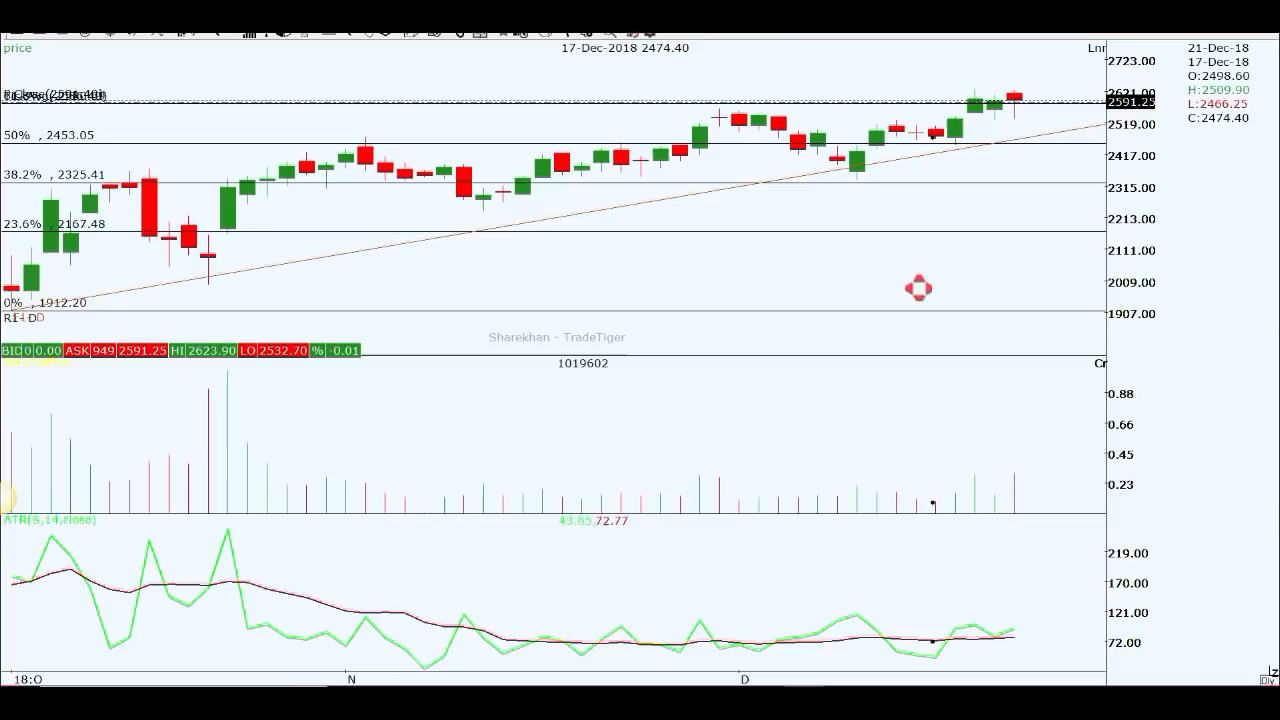 price
17-Dec-2018 2474.40
Lnr
21-Dec-18
17-Dec-18
O:2498.60
H:2509.90
L:2466.25
C:2474.40
2723.00
2621.00
2591.25
2519.00
2417.00
2315.00
2213.00
2111.00
2009.00
1907.00
50% , 2453.05
38.2% , 2325.41
23.6% , 2167.48
0% , 1912.20
Sharekhan - TradeTiger
BID 0 0.00 ASK 949 2591.25 HI 2623.90 LO 2532.70 % -0.01
1019602
Cr
0.88
0.66
0.45
0.23
ATR(S,14,close)
43.65,72.77
219.00
170.00
121.00
72.00
18:O
N
D
Div